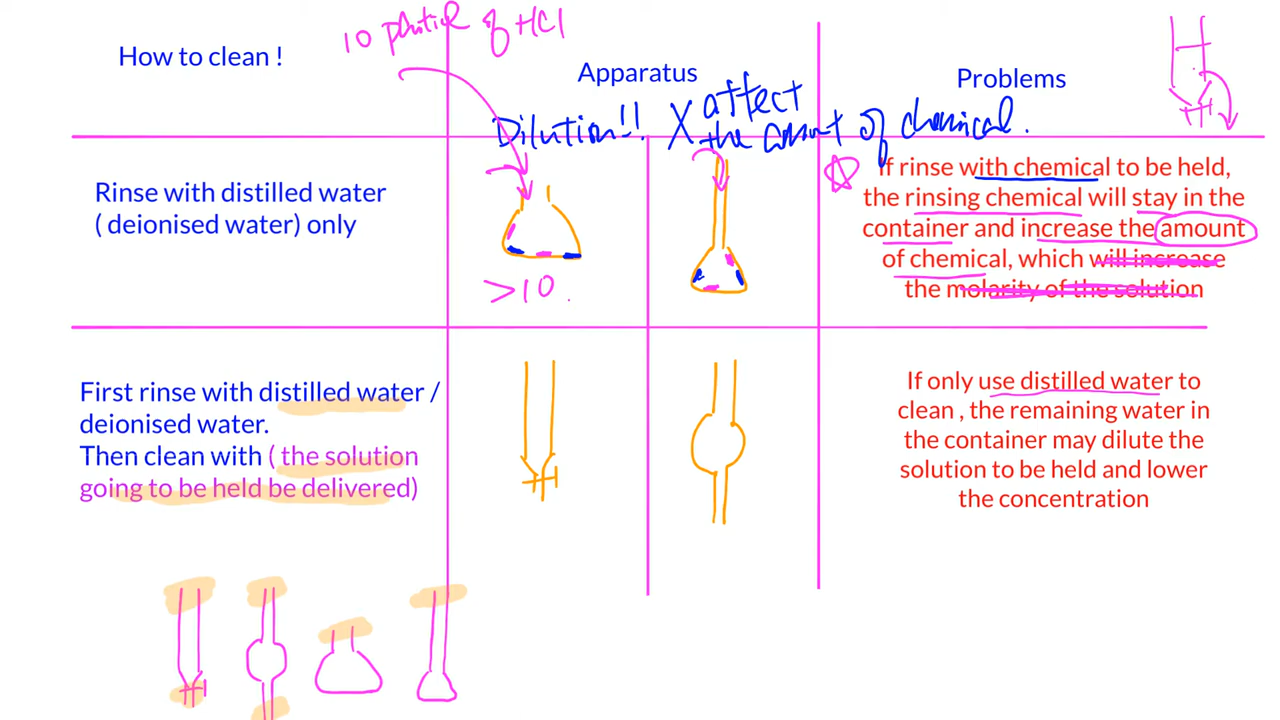 How to clean !
10 particle of HCl
Apparatus
Problems
Dilution!! X affect
the amount of chemical.
Rinse with distilled water
( deionised water) only
>10
If rinse with chemical to be held,
the rinsing chemical will stay in the
container and increase the amount
of chemical, which will increase
the molarity of the solution
First rinse with distilled water /
deionised water.
Then clean with ( the solution
going to be held be delivered)
If only use distilled water to
clean , the remaining water in
the container may dilute the
solution to be held and lower
the concentration